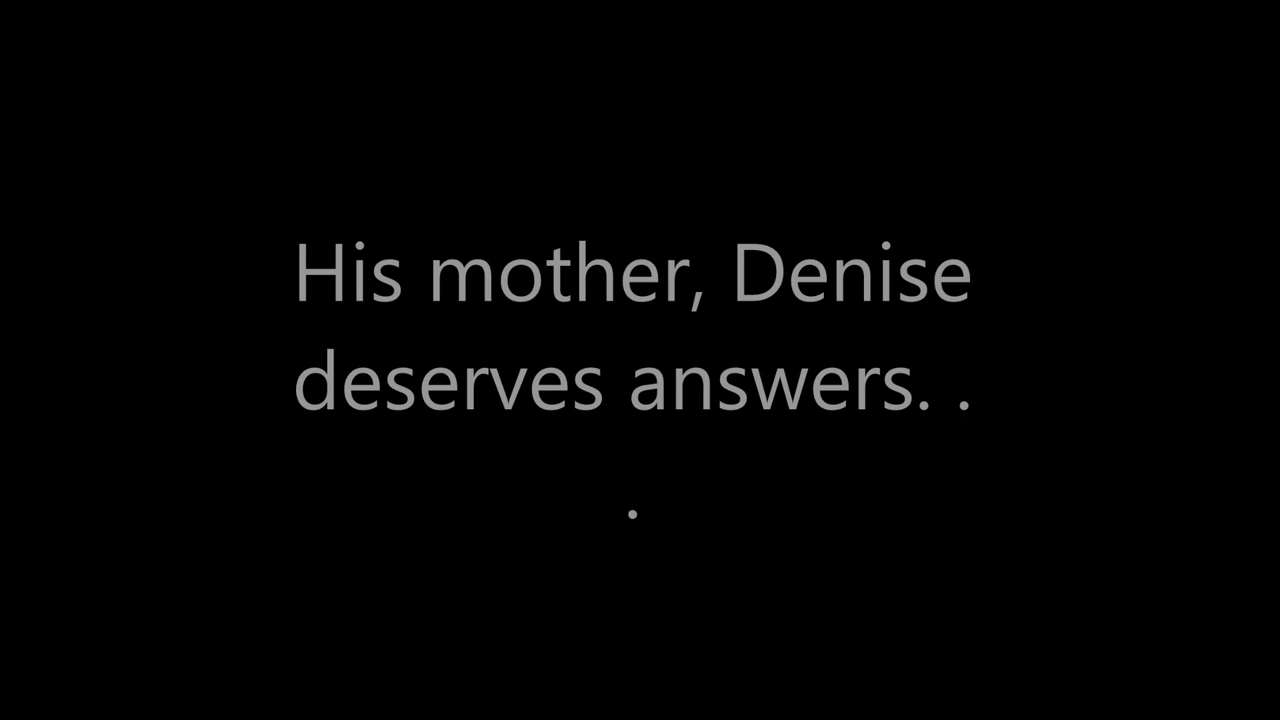 His mother, Denise
deserves answers. .
.